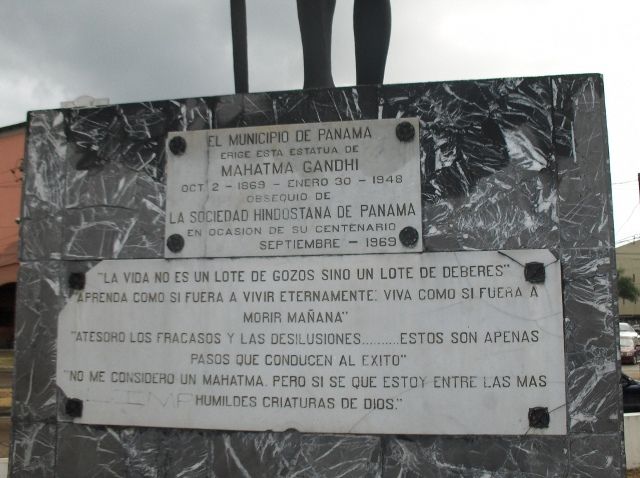 EL MUNICIPIO DE PANAMA
ERIGE ESTA ESTATUA DE
MAHATMA GANDHI
OCT 2 - 1869 - ENERO 30 - 1948
OBSEQUIO DE
LA SOCIEDAD HINDOSTANA DE PANAMA
EN OCASION DE SU CENTENARIO
SEPTIEMBRE - 1969
"LA VIDA NO ES UN LOTE DE GOZOS SINO UN LOTE DE DEBERES"
"APRENDA COMO SI FUERA A VIVIR ETERNAMENTE: VIVA COMO SI FUERA A
MORIR MAÑANA"
"ATESORO LOS FRACASOS Y LAS DESILUSIONES..........ESTOS SON APENAS
PASOS QUE CONDUCEN AL EXITO"
"NO ME CONSIDERO UN MAHATMA. PERO SI SE QUE ESTOY ENTRE LAS MAS
HUMILDES CRIATURAS DE DIOS."